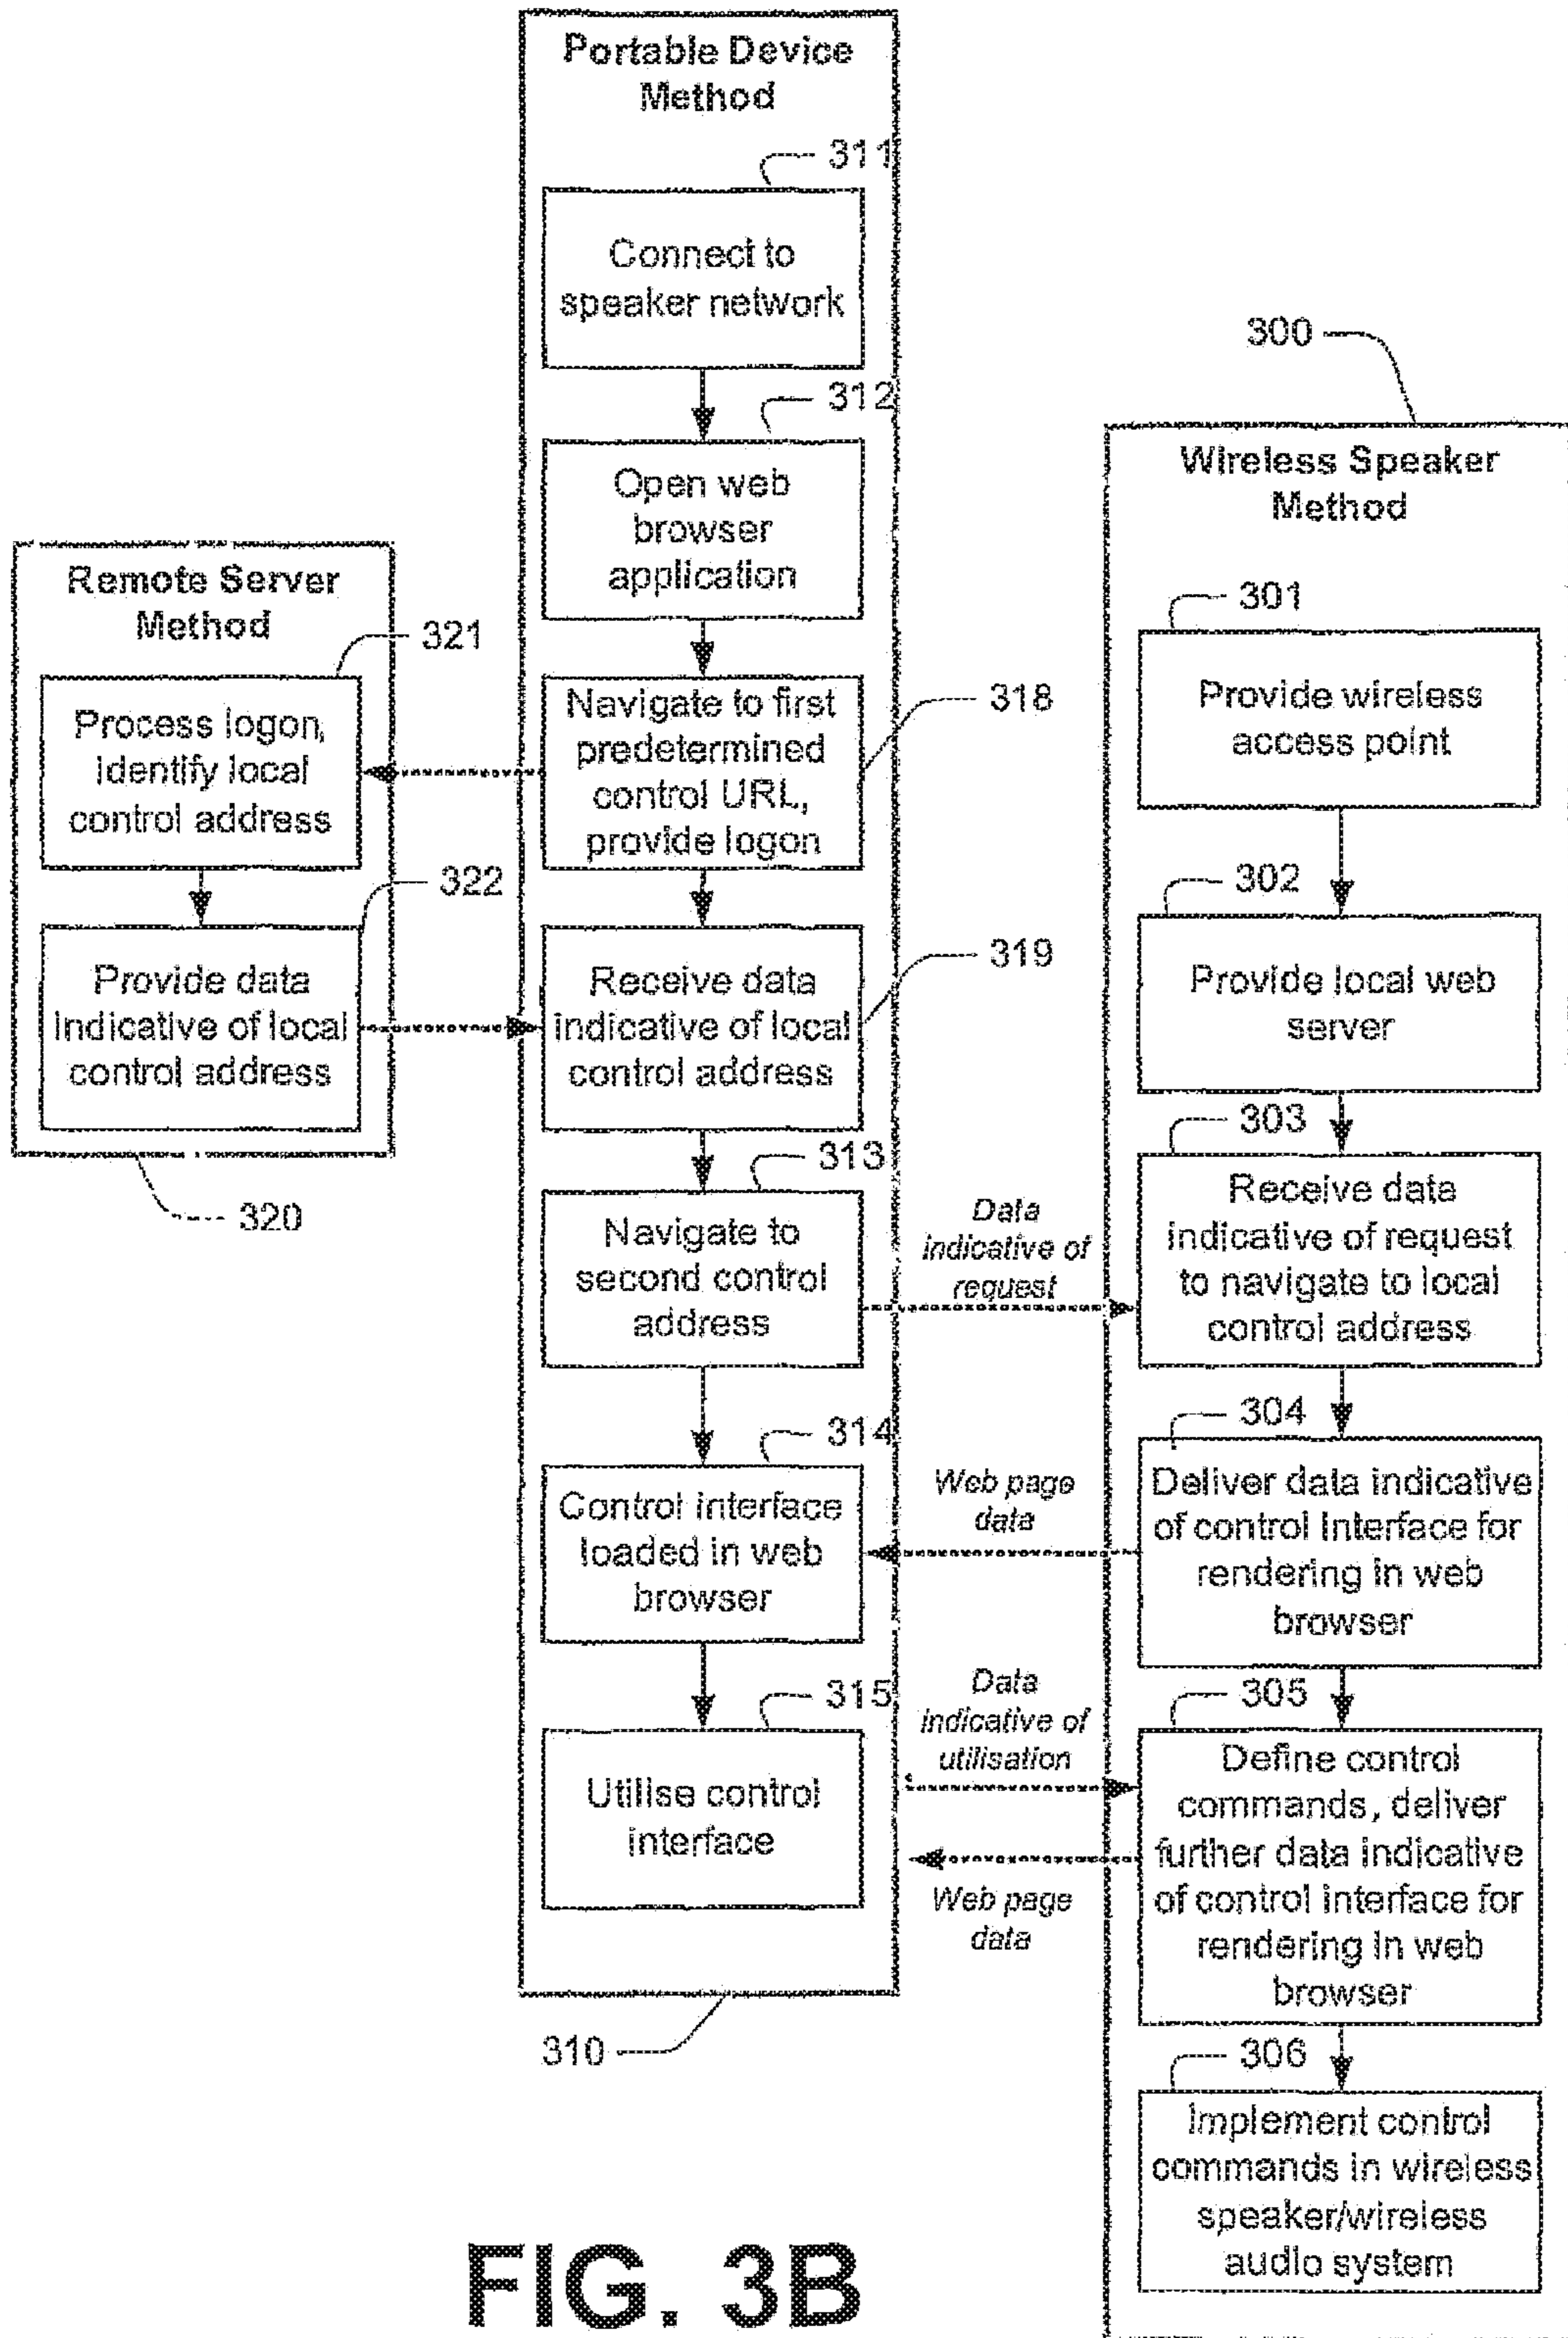 Portable Device
Method
311
Connect to
speaker network
312
Open web
browser
application
318
Navigate to first
predetermined
control URL,
provide logon
319
Receive data
indicative of local
control address
313
Navigate to
second control
address
314
Control interface
loaded in web
browser
315
Utilise control
interface
310
Remote Server
Method
321
Process logon,
identify local
control address
322
Provide data
indicative of local
control address
320
Data
indicative of
request
Web page
data
Data
indicative of
utilisation
Web page
data
300
Wireless Speaker
Method
301
Provide wireless
access point
302
Provide local web
server
303
Receive data
indicative of request
to navigate to local
control address
304
Deliver data indicative
of control interface for
rendering in web
browser
305
Define control
commands, deliver
further data indicative
of control interface for
rendering in web
browser
306
Implement control
commands in wireless
speaker/wireless
audio system
FIG. 3B